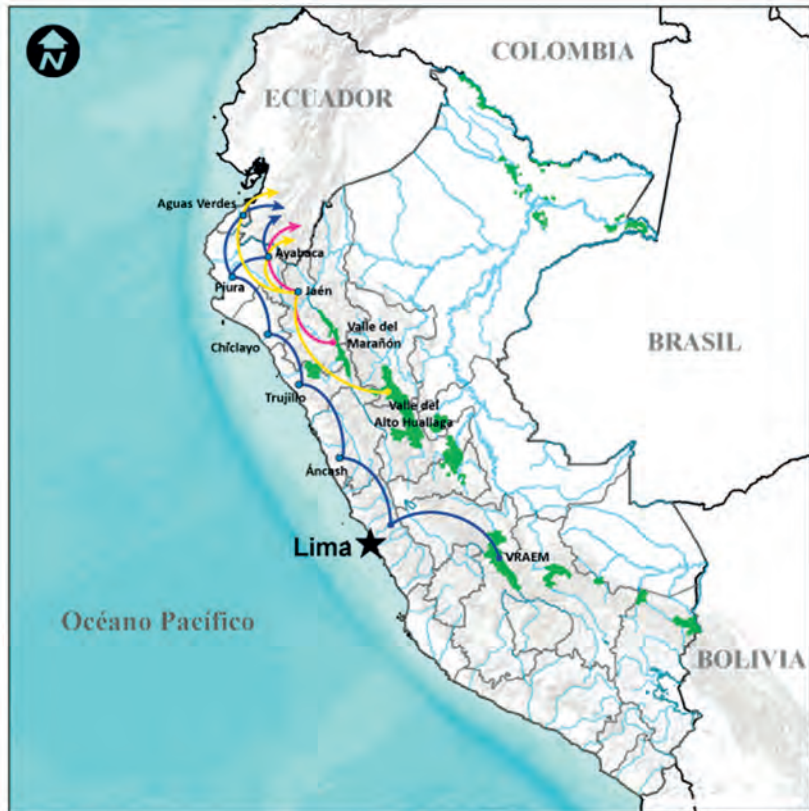 N
COLOMBIA
ECUADOR
Aguas Verdes
Ayabaca
Piura
Jaén
Chiclayo
Valle del
Marañón
BRASIL
Trujillo
Valle del
Alto Huallaga
Áncash
Lima
VRAEM
Océano Pacífico
BOLIVIA